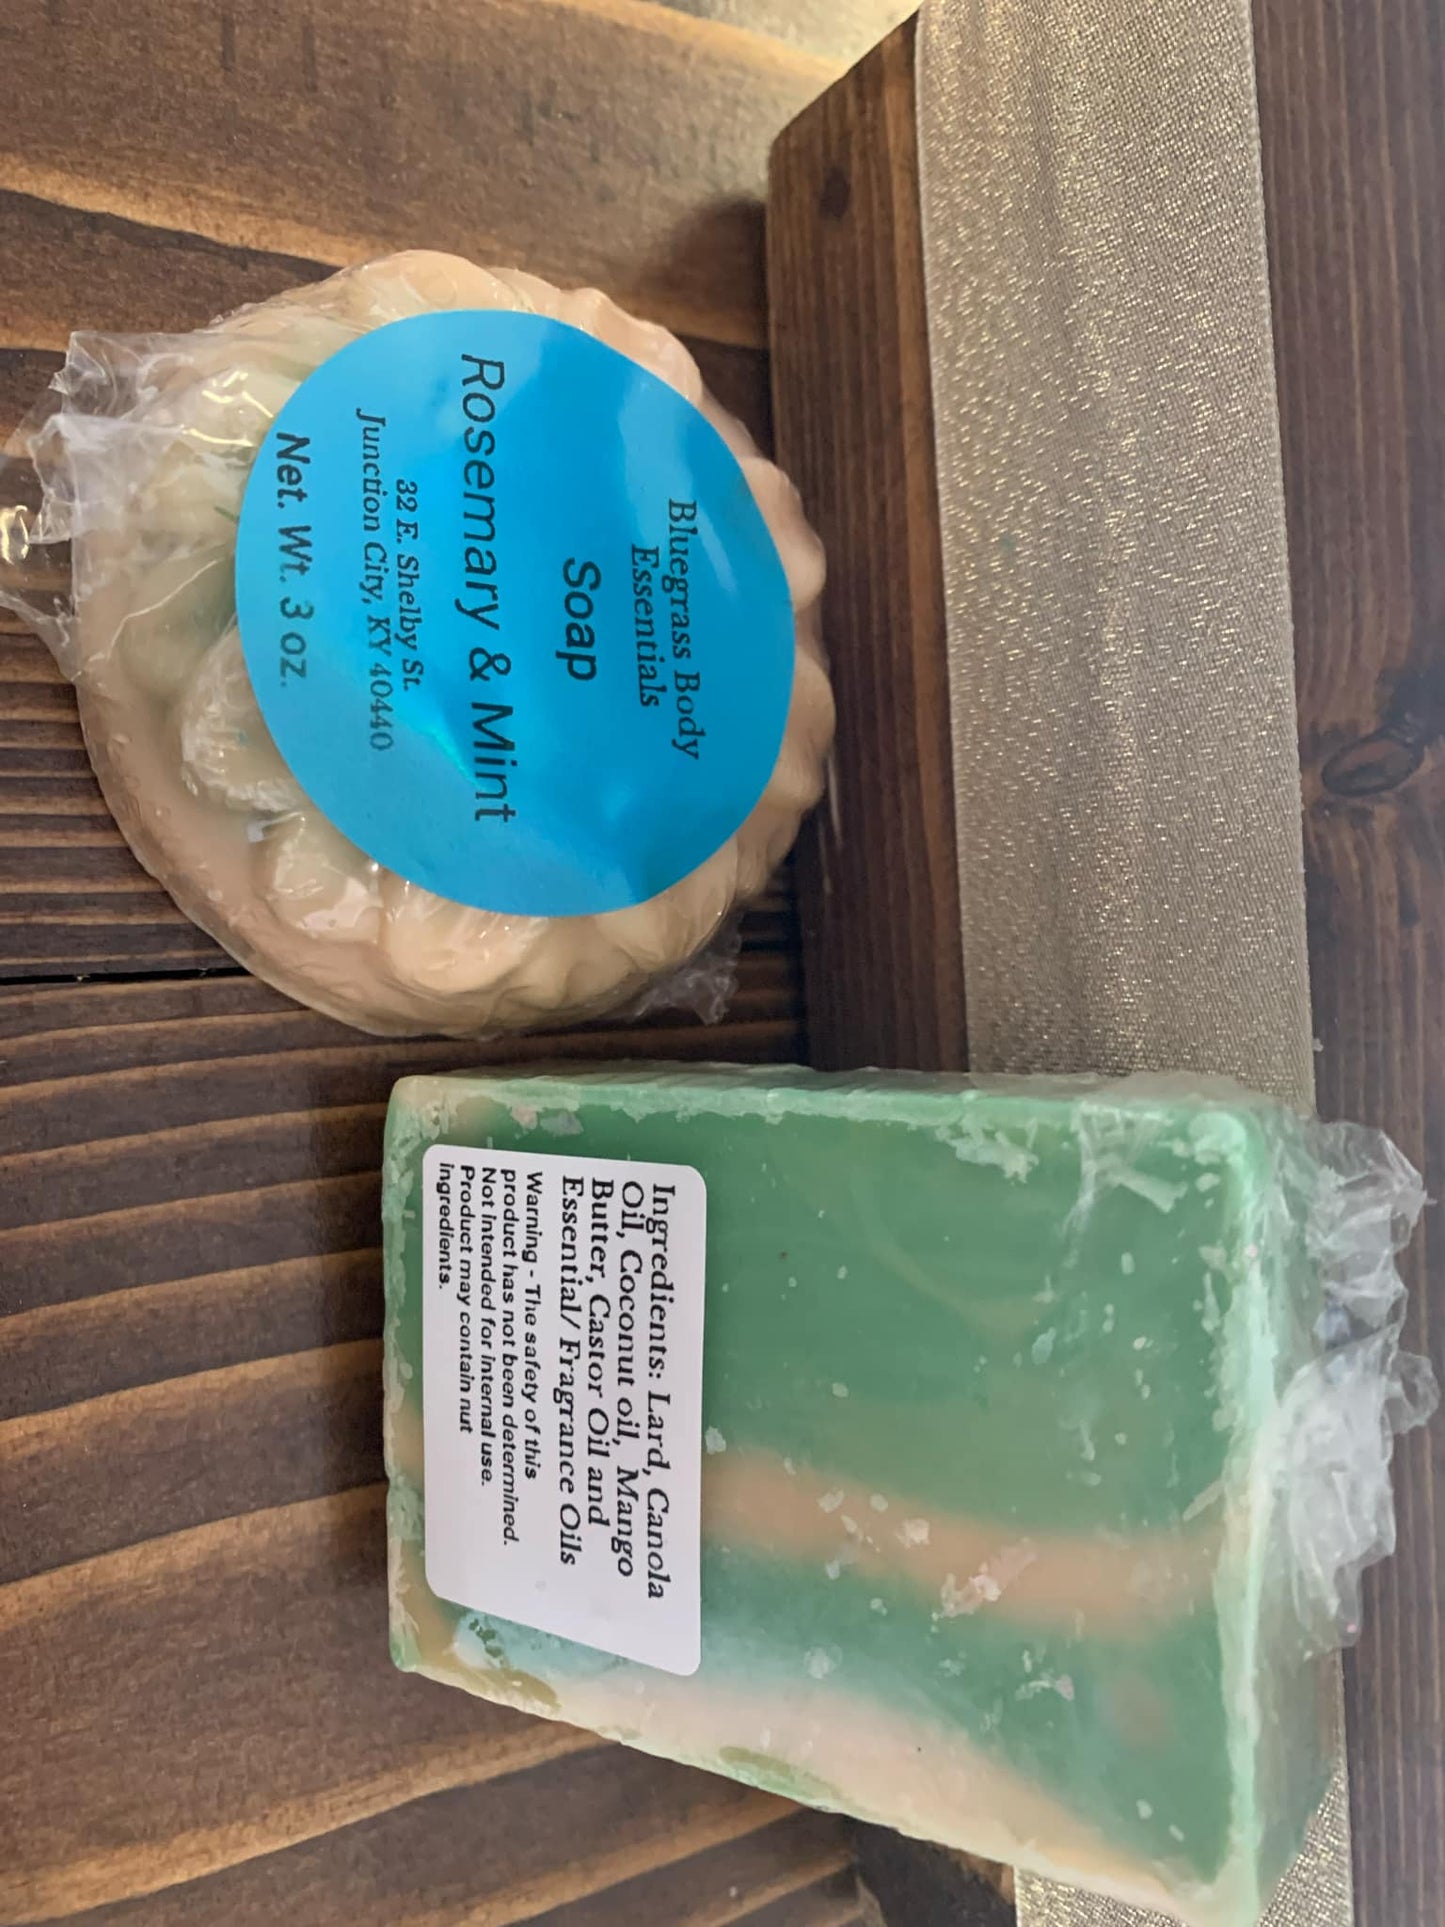 Bluegrass Body
Essentials
Soap
Rosemary & Mint
32 E. Shelby St.
Junction City, KY 40440
Net. Wt. 3 oz.
Ingredients: Lard, Canola
Oil, Coconut oil, Mango
Butter, Castor Oil and
Essential/ Fragrance Oils
Warning - The safety of this
product has not been determined.
Not intended for internal use.
Product may contain nut
ingredients.